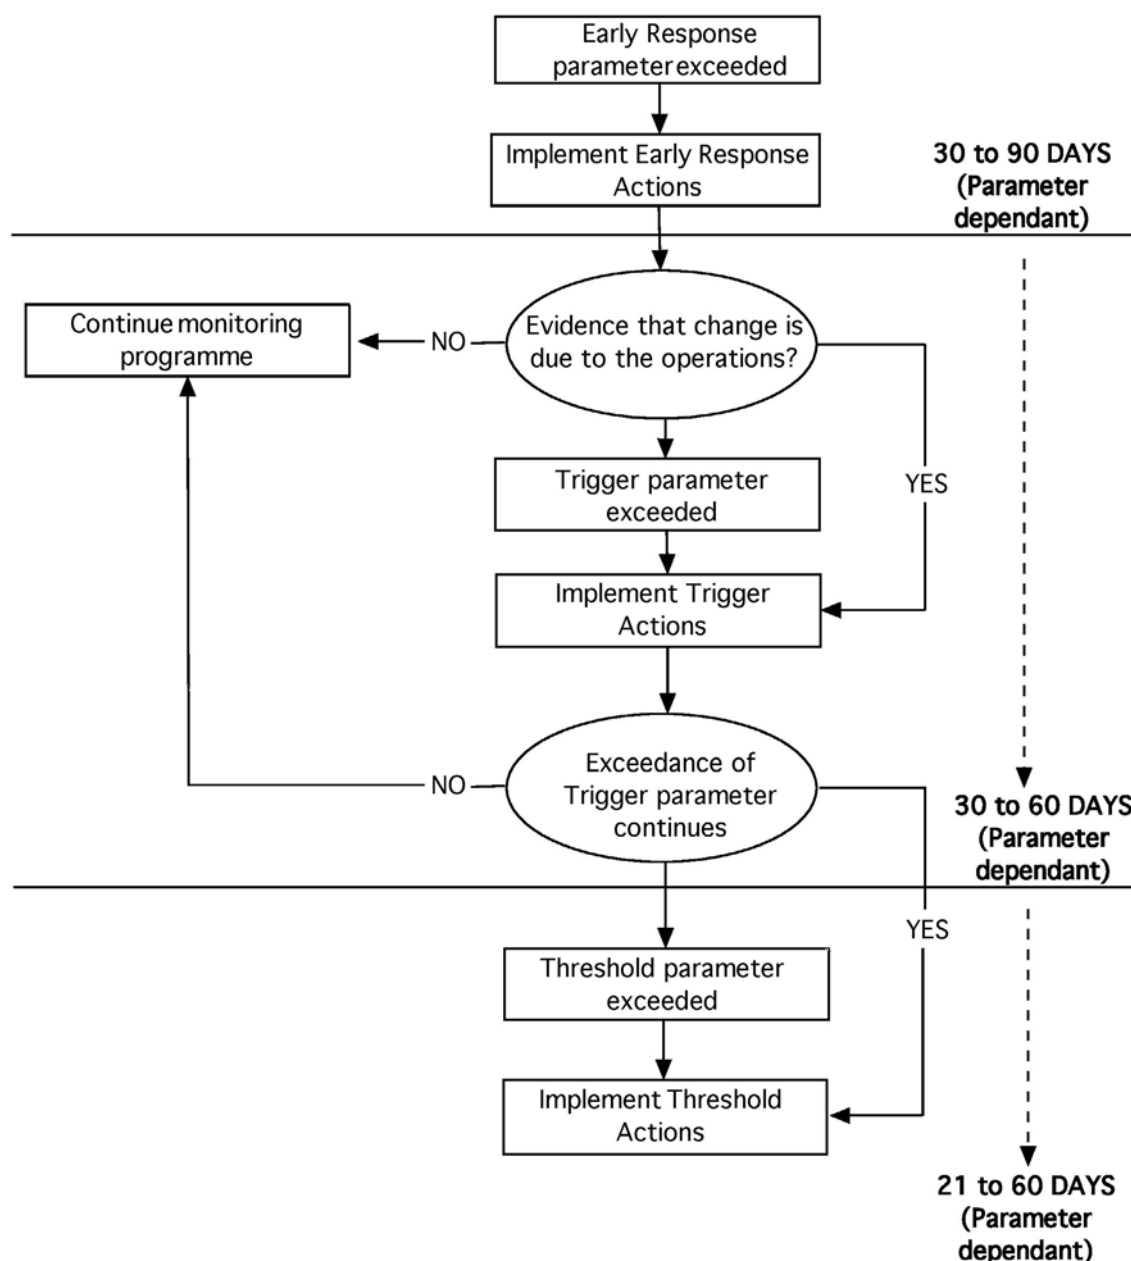 Early Response
parameter exceeded
Implement Early Response
Actions
30 to 90 DAYS
(Parameter
dependant)
Continue monitoring
programme
NO
Evidence that change is
due to the operations?
Trigger parameter
exceeded
YES
Implement Trigger
Actions
NO
Exceedance of
Trigger parameter
continues
30 to 60 DAYS
(Parameter
dependant)
YES
Threshold parameter
exceeded
Implement Threshold
Actions
21 to 60 DAYS
(Parameter
dependant)